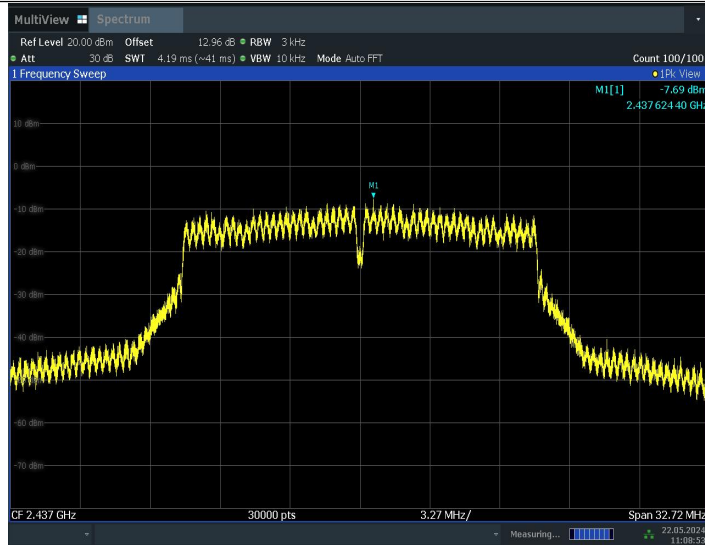 MultiView Spectrum
Ref Level 20.00 dBm Offset 12.96 dB RBW 3 kHz
Att 30 dB SWT 4.19 ms (~41 ms) VBW 10 kHz Mode Auto FFT Count 100/100
1 Frequency Sweep 1Pk View
M1[1] -7.69 dBm
2.437 624 40 GHz
10 dBm
0 dBm
M1
-10 dBm
-20 dBm
-30 dBm
-40 dBm
-50 dBm
-60 dBm
-70 dBm
CF 2.437 GHz 30000 pts 3.27 MHz/ Span 32.72 MHz
Measuring... 22.05.2024
11:08:53